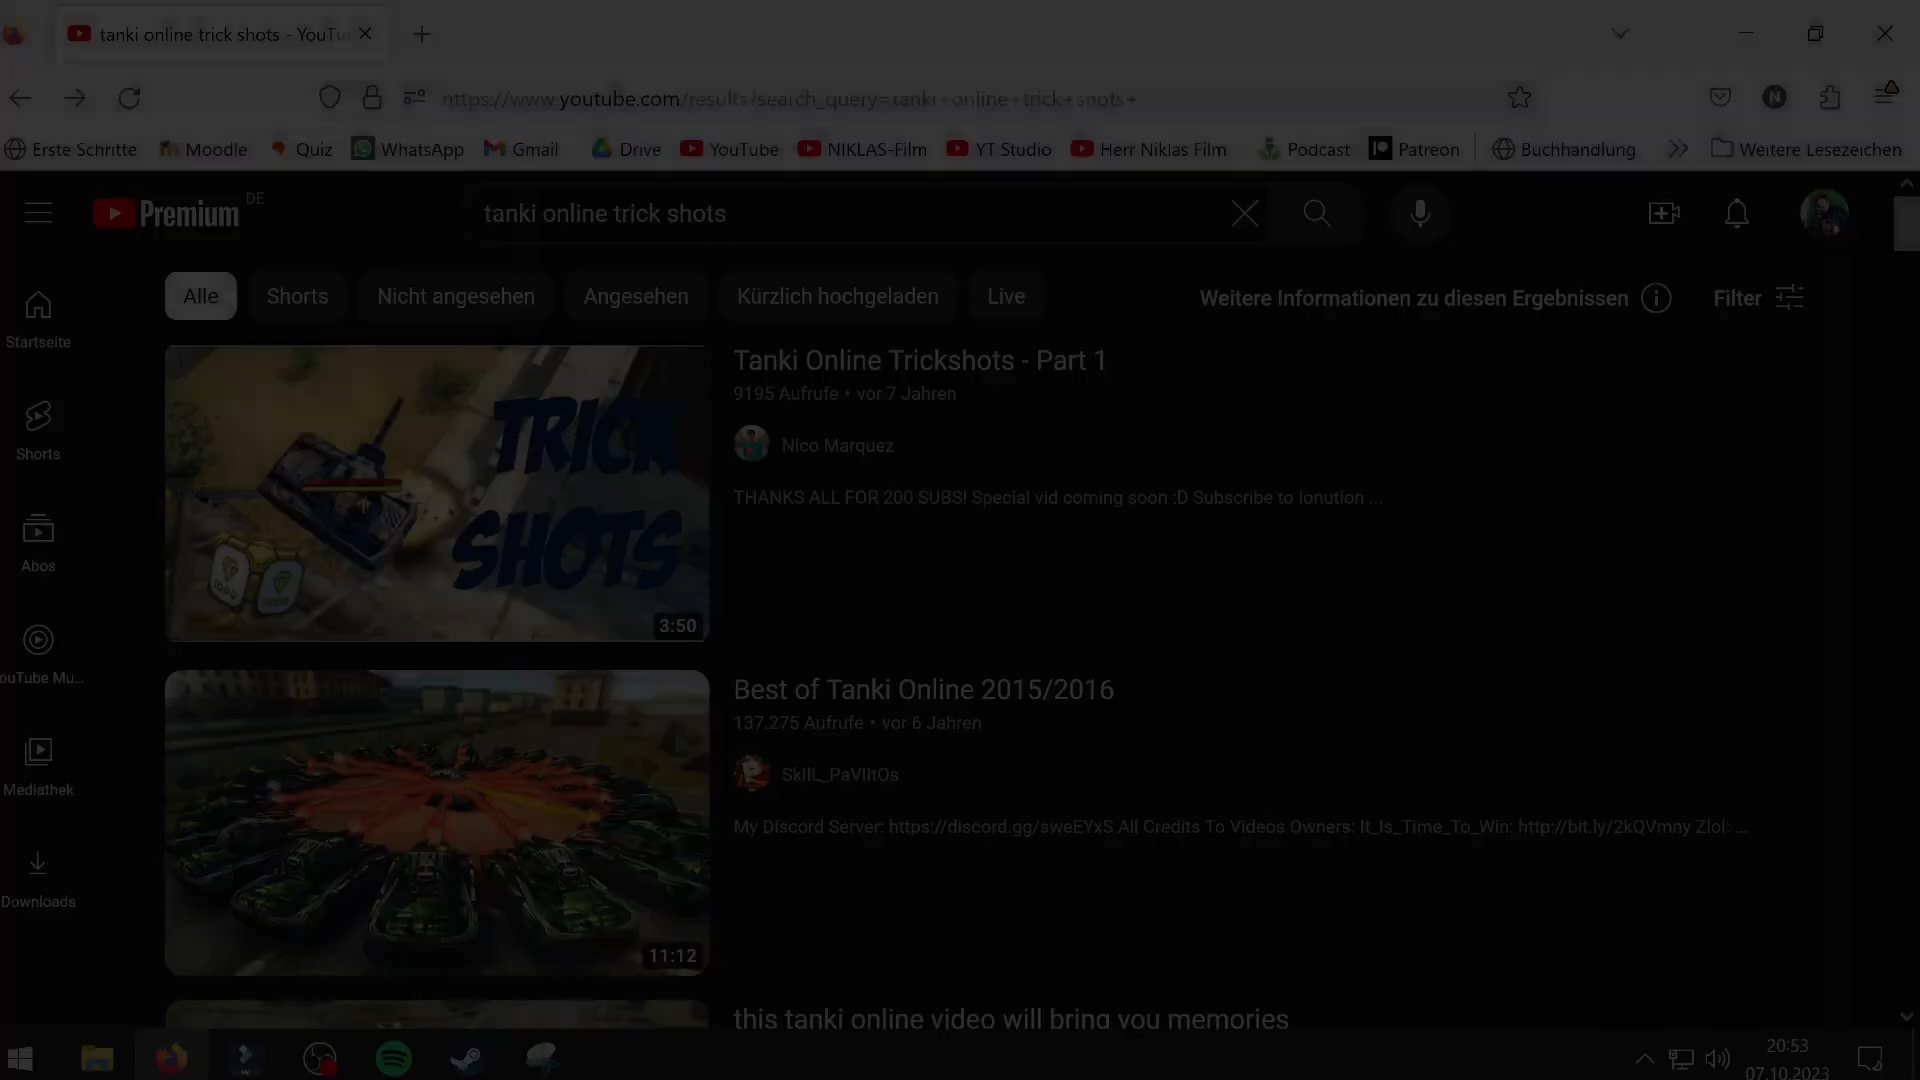 tanki online trick shots - YouTu
https://www.youtube.com/results?search_query=tanki+online+trick+shots+
Erste Schritte Moodle Quiz WhatsApp Gmail Drive YouTube NIKLAS-Film YT Studio Herr Niklas Film Podcast Patreon Buchhandlung Weitere Lesezeichen
Premium DE
tanki online trick shots
Alle Shorts Nicht angesehen Angesehen Kürzlich hochgeladen Live Weitere Informationen zu diesen Ergebnissen Filter
Startseite
Shorts
Abos
ouTube Mu...
Mediathek
Downloads
TRICK
SHOTS
3:50
Tanki Online Trickshots - Part 1
9195 Aufrufe • vor 7 Jahren
Nico Marquez
THANKS ALL FOR 200 SUBS! Special vid coming soon :D Subscribe to Ionution ...
11:12
Best of Tanki Online 2015/2016
137.275 Aufrufe • vor 6 Jahren
SkIlL_PaVlItOs
My Discord Server: https://discord.gg/sweEYxS All Credits To Videos Owners: It_Is_Time_To_Win: http://bit.ly/2kQVmny Zlol: ...
this tanki online video will bring you memories
20:53
07.10.2023